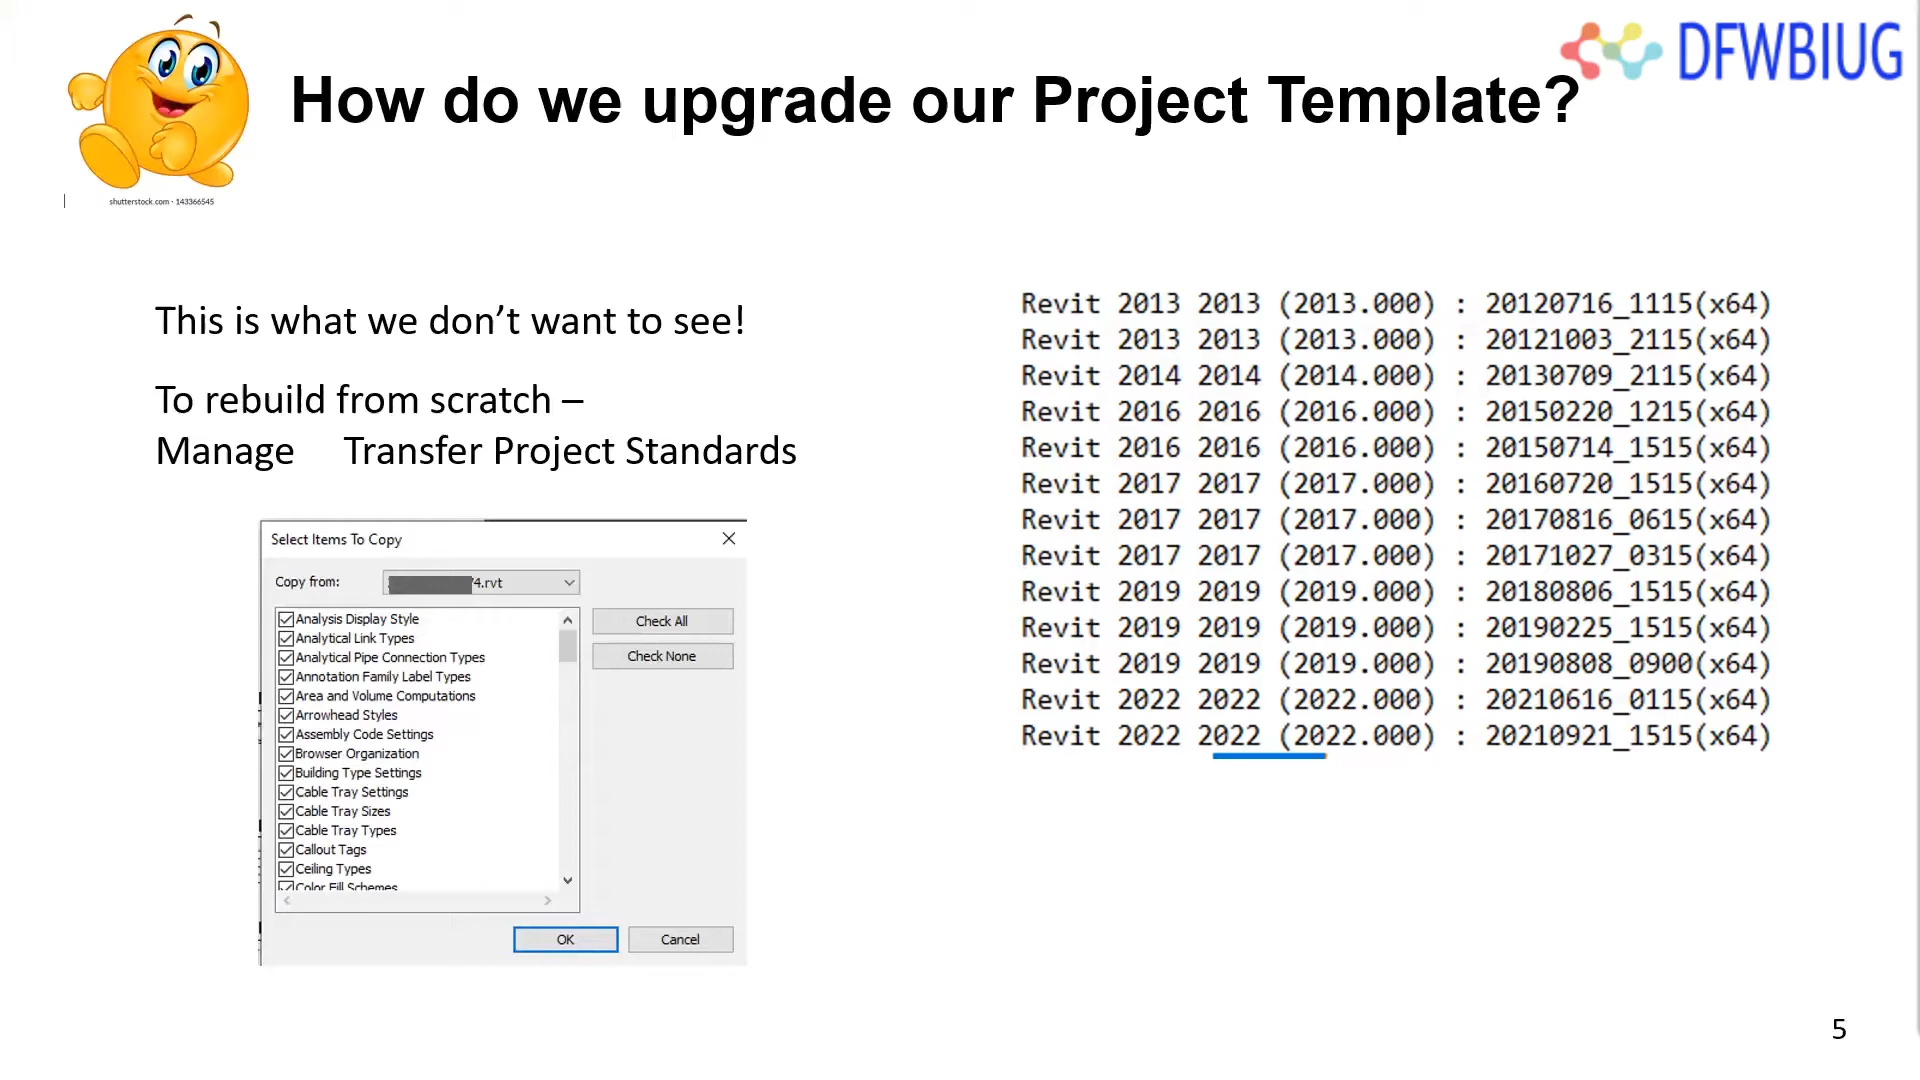 DFWBIUG
How do we upgrade our Project Template?
shutterstock.com · 143366545
This is what we don’t want to see!
To rebuild from scratch –
Manage Transfer Project Standards
Select Items To Copy
Copy from:
4.rvt
Analysis Display Style
Analytical Link Types
Analytical Pipe Connection Types
Annotation Family Label Types
Area and Volume Computations
Arrowhead Styles
Assembly Code Settings
Browser Organization
Building Type Settings
Cable Tray Settings
Cable Tray Sizes
Cable Tray Types
Callout Tags
Ceiling Types
Color Fill Schemes
Check All
Check None
OK
Cancel
Revit 2013 2013 (2013.000) : 20120716_1115(x64)
Revit 2013 2013 (2013.000) : 20121003_2115(x64)
Revit 2014 2014 (2014.000) : 20130709_2115(x64)
Revit 2016 2016 (2016.000) : 20150220_1215(x64)
Revit 2016 2016 (2016.000) : 20150714_1515(x64)
Revit 2017 2017 (2017.000) : 20160720_1515(x64)
Revit 2017 2017 (2017.000) : 20170816_0615(x64)
Revit 2017 2017 (2017.000) : 20171027_0315(x64)
Revit 2019 2019 (2019.000) : 20180806_1515(x64)
Revit 2019 2019 (2019.000) : 20190225_1515(x64)
Revit 2019 2019 (2019.000) : 20190808_0900(x64)
Revit 2022 2022 (2022.000) : 20210616_0115(x64)
Revit 2022 2022 (2022.000) : 20210921_1515(x64)
5